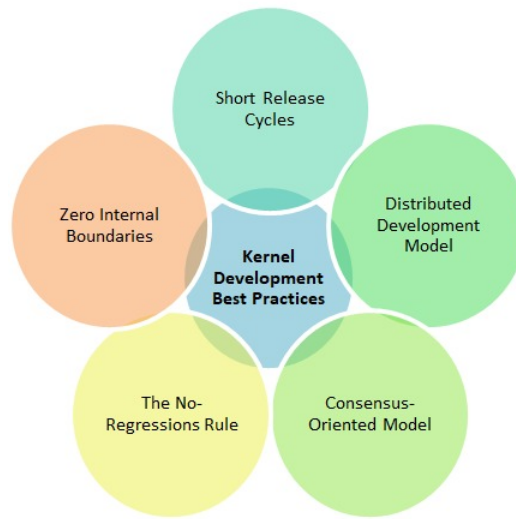 Short Release
Cycles
Distributed
Development
Model
Consensus-
Oriented Model
The No-
Regressions Rule
Zero Internal
Boundaries
Kernel
Development
Best Practices